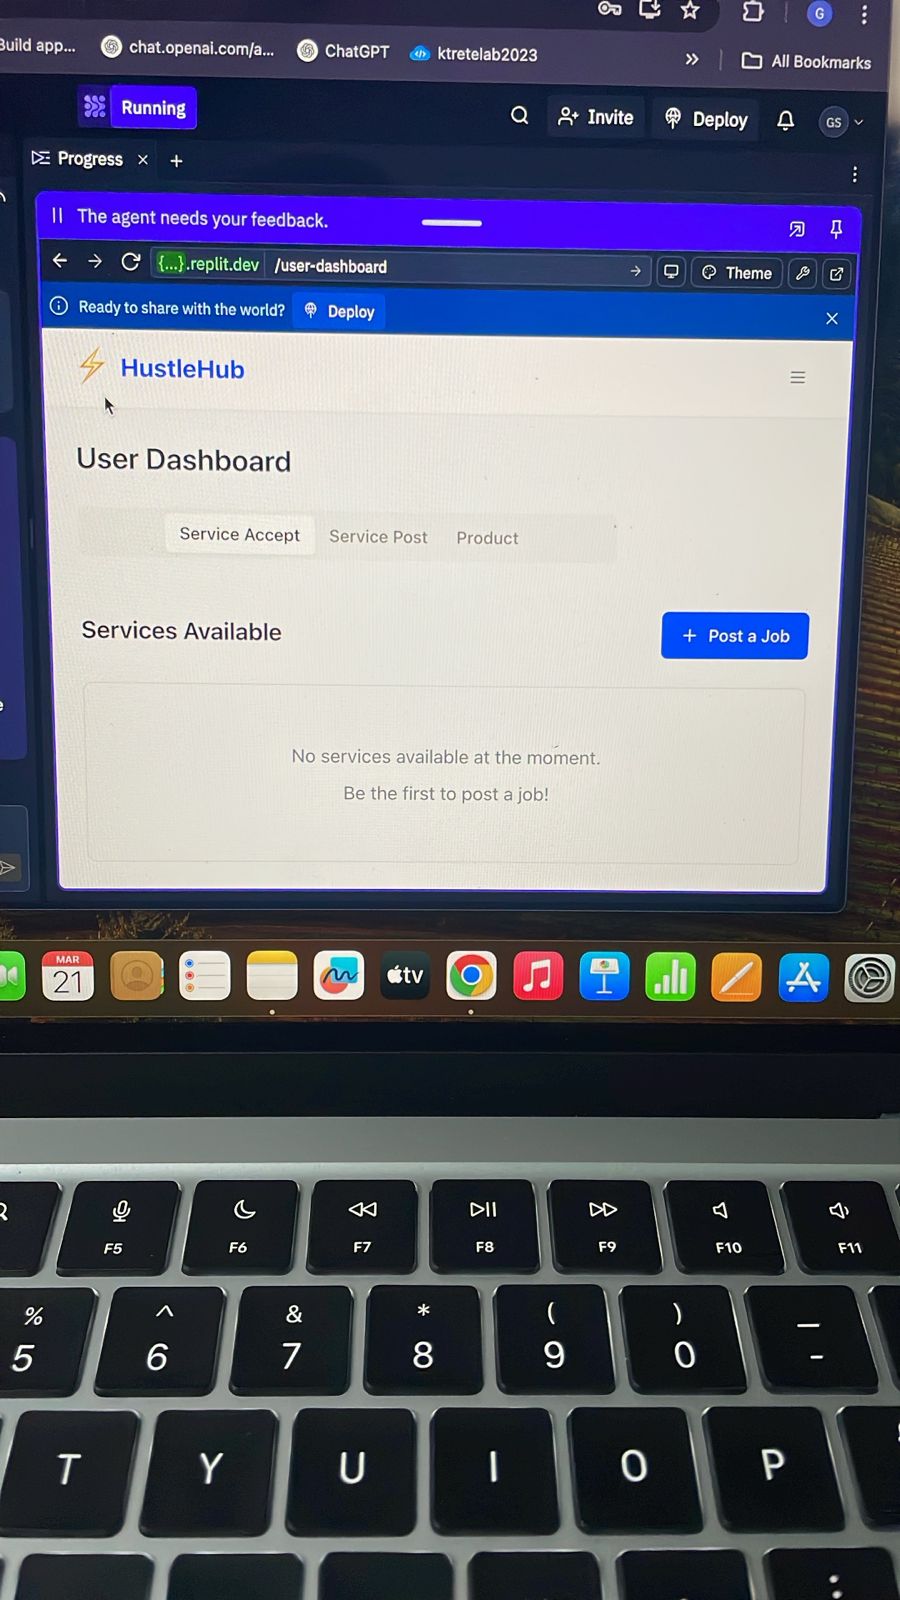 Build app...
chat.openai.com/a...
ChatGPT
ktretelab2023
»
All Bookmarks
G
Running
Invite
Deploy
GS
Progress × +
The agent needs your feedback.
{...}.replit.dev /user-dashboard
Theme
Ready to share with the world? Deploy
HustleHub
User Dashboard
Service Accept Service Post Product
Services Available
+ Post a Job
No services available at the moment.
Be the first to post a job!
MAR
21
tv
F5 F6 F7 F8 F9 F10 F11
% ^ & * ( ) _
5 6 7 8 9 0 -
T Y U I O P
: